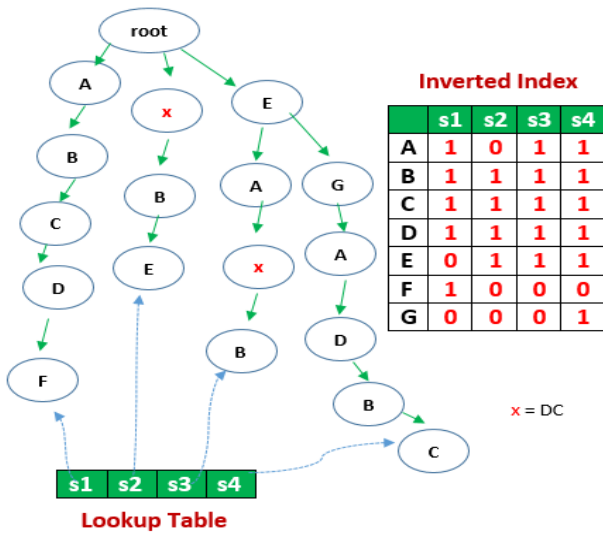 root
A
x
E
Inverted Index
s1 s2 s3 s4
A 1 0 1 1
B 1 1 1 1
C 1 1 1 1
D 1 1 1 1
E 0 1 1 1
F 1 0 0 0
G 0 0 0 1
B
B
A
G
C
E
x
A
D
B
D
F
B
x = DC
C
s1 s2 s3 s4
Lookup Table